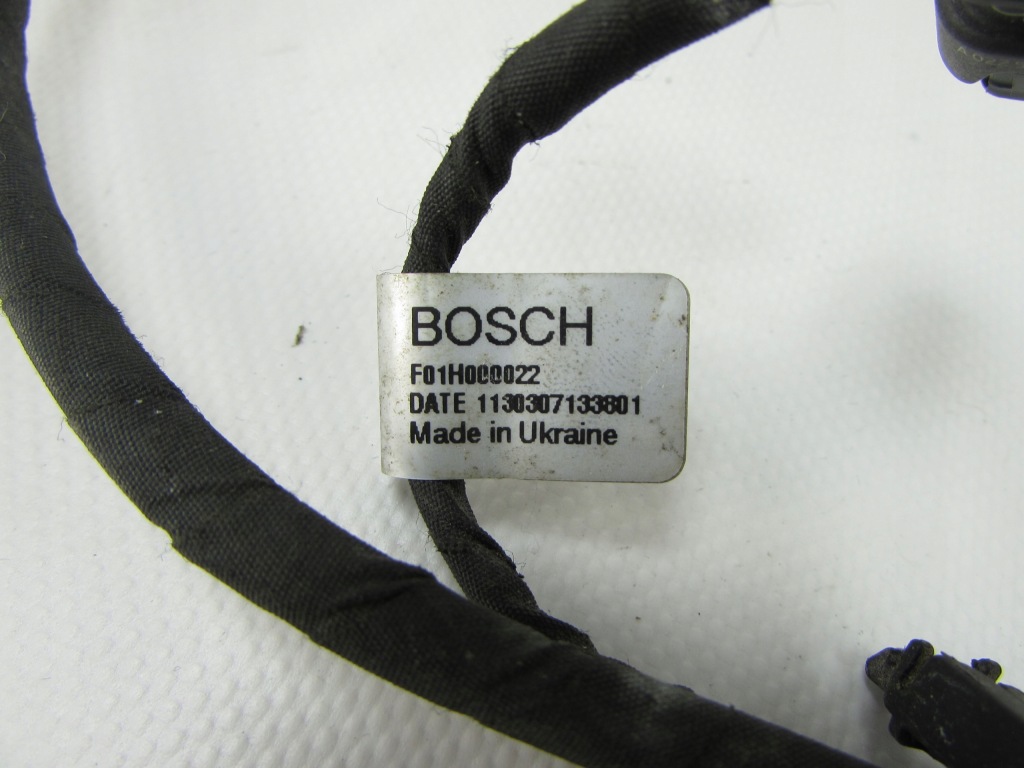 BOSCH
F01H000022
DATE 1130307133801
Made in Ukraine